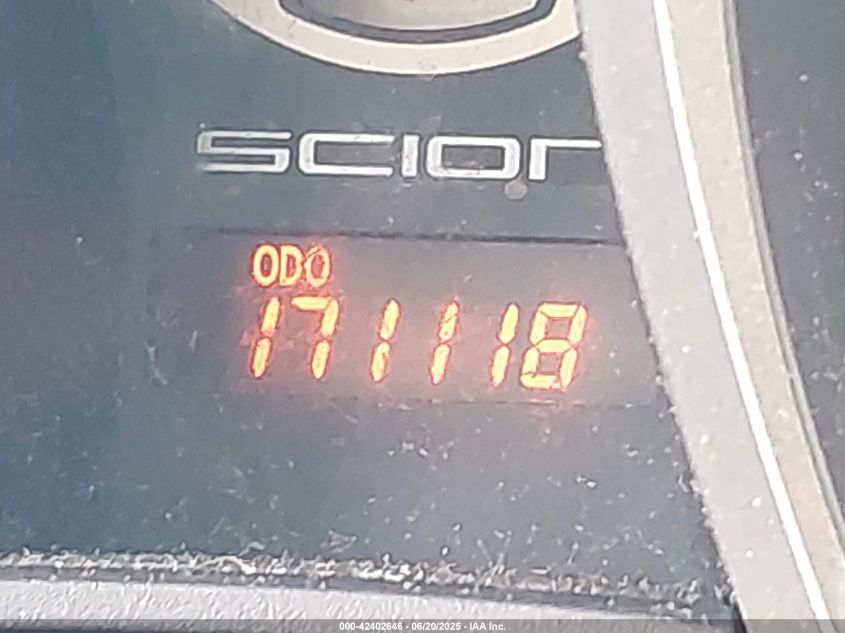 scion
ODO
171118
000-42402646 - 06/20/2025 - IAA Inc.